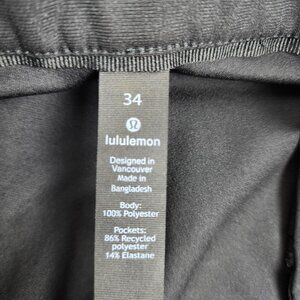 34
lululemon
Designed in
Vancouver
Made in
Bangladesh
Body:
100% Polyester
Pockets:
86% Recycled
polyester
14% Elastane